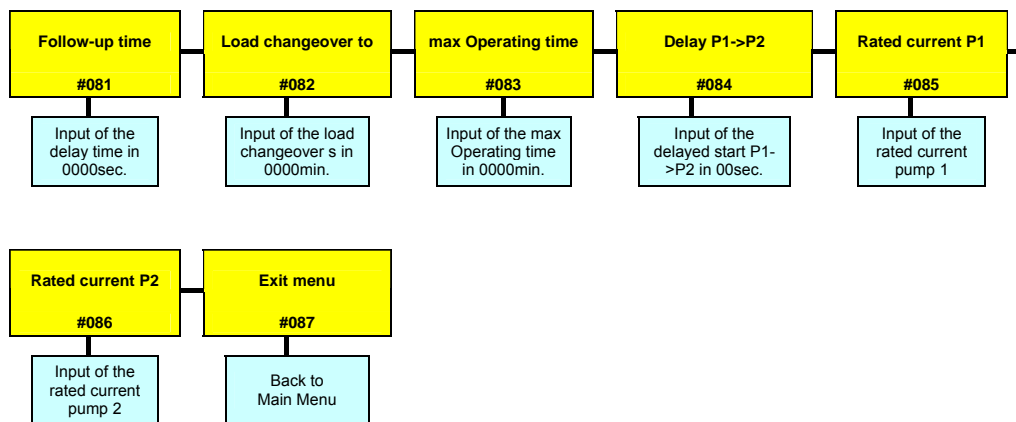 Follow-up time
#081
Input of the
delay time in
0000sec.
Load changeover to
#082
Input of the load
changeover s in
0000min.
max Operating time
#083
Input of the max
Operating time
in 0000min.
Delay P1->P2
#084
Input of the
delayed start P1-
>P2 in 00sec.
Rated current P1
#085
Input of the
rated current
pump 1
Rated current P2
#086
Input of the
rated current
pump 2
Exit menu
#087
Back to
Main Menu